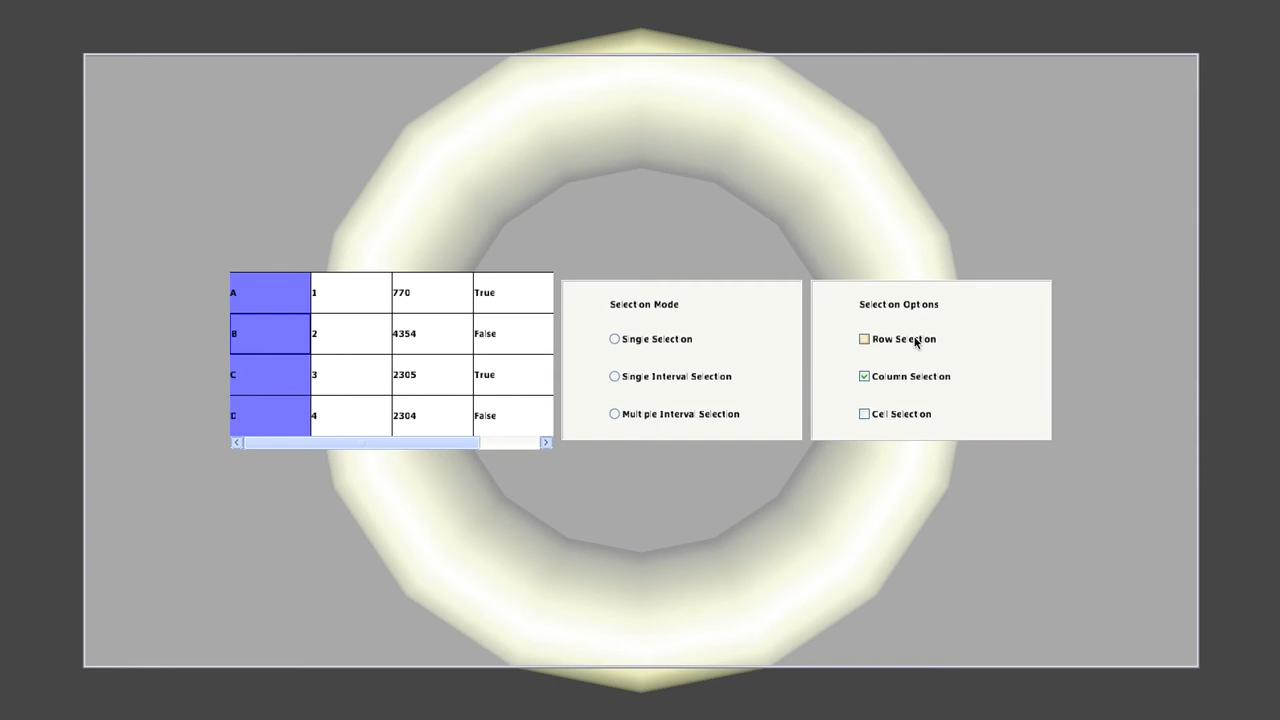 A 1 770 True
B 2 4354 False
C 3 2305 True
D 4 2304 False
Selection Mode
Single Selection
Single Interval Selection
Multiple Interval Selection
Selection Options
Row Selection
Column Selection
Cell Selection